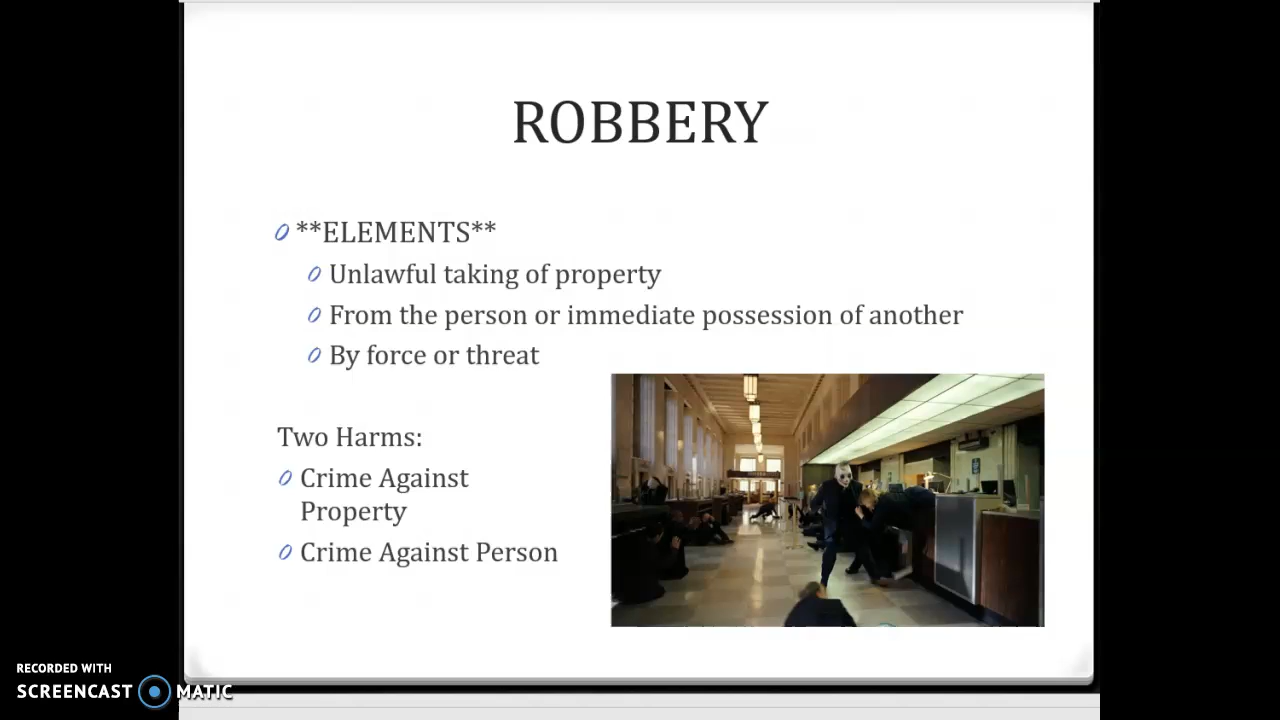 ROBBERY
**ELEMENTS**
Unlawful taking of property
From the person or immediate possession of another
By force or threat
Two Harms:
Crime Against
Property
Crime Against Person
RECORDED WITH
SCREENCAST MATIC